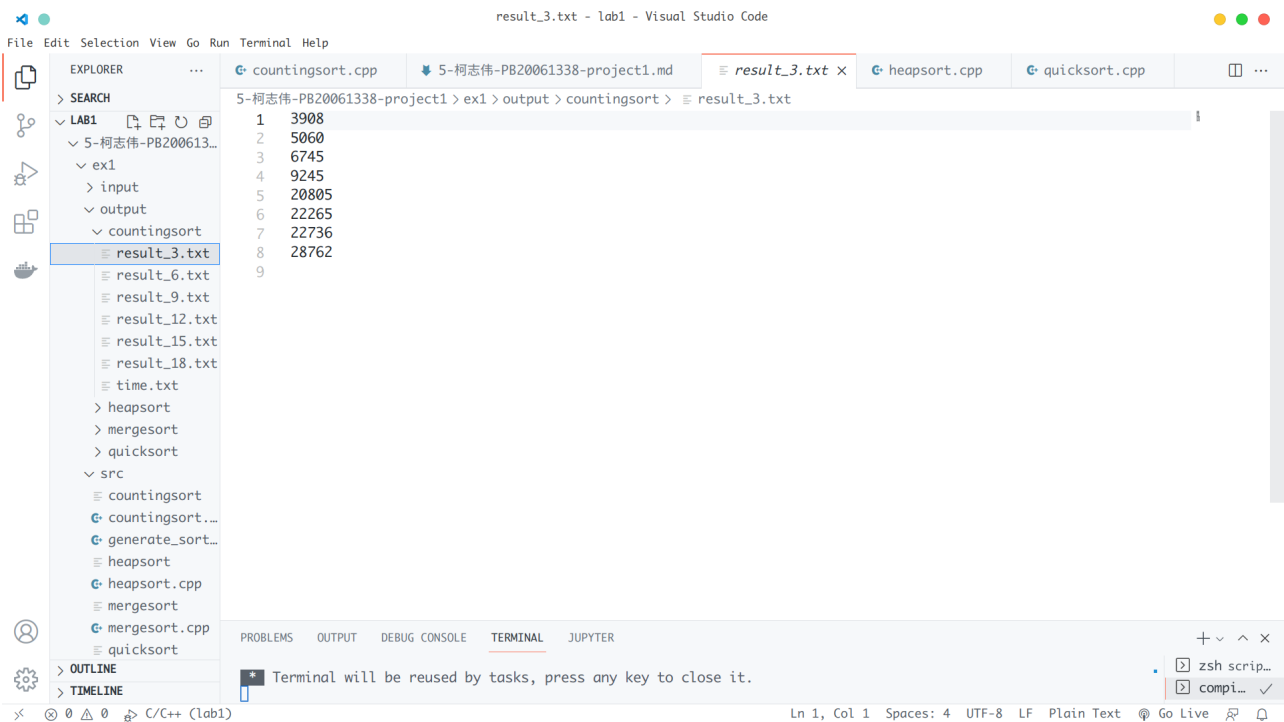 result_3.txt - lab1 - Visual Studio Code
File Edit Selection View Go Run Terminal Help
EXPLORER
countingsort.cpp
5-柯志伟-PB20061338-project1.md
result_3.txt
heapsort.cpp
quicksort.cpp
5-柯志伟-PB20061338-project1 > ex1 > output > countingsort > result_3.txt
SEARCH
LAB1
5-柯志伟-PB200613...
ex1
input
output
countingsort
result_3.txt
result_6.txt
result_9.txt
result_12.txt
result_15.txt
result_18.txt
time.txt
heapsort
mergesort
quicksort
src
countingsort
countingsort....
generate_sort...
heapsort
heapsort.cpp
mergesort
mergesort.cpp
quicksort
OUTLINE
TIMELINE
1 3908
2 5060
3 6745
4 9245
5 20805
6 22265
7 22736
8 28762
9
PROBLEMS OUTPUT DEBUG CONSOLE TERMINAL JUPYTER
* Terminal will be reused by tasks, press any key to close it.
zsh scrip...
compi...
0 0 C/C++ (lab1)
Ln 1, Col 1 Spaces: 4 UTF-8 LF Plain Text Go Live